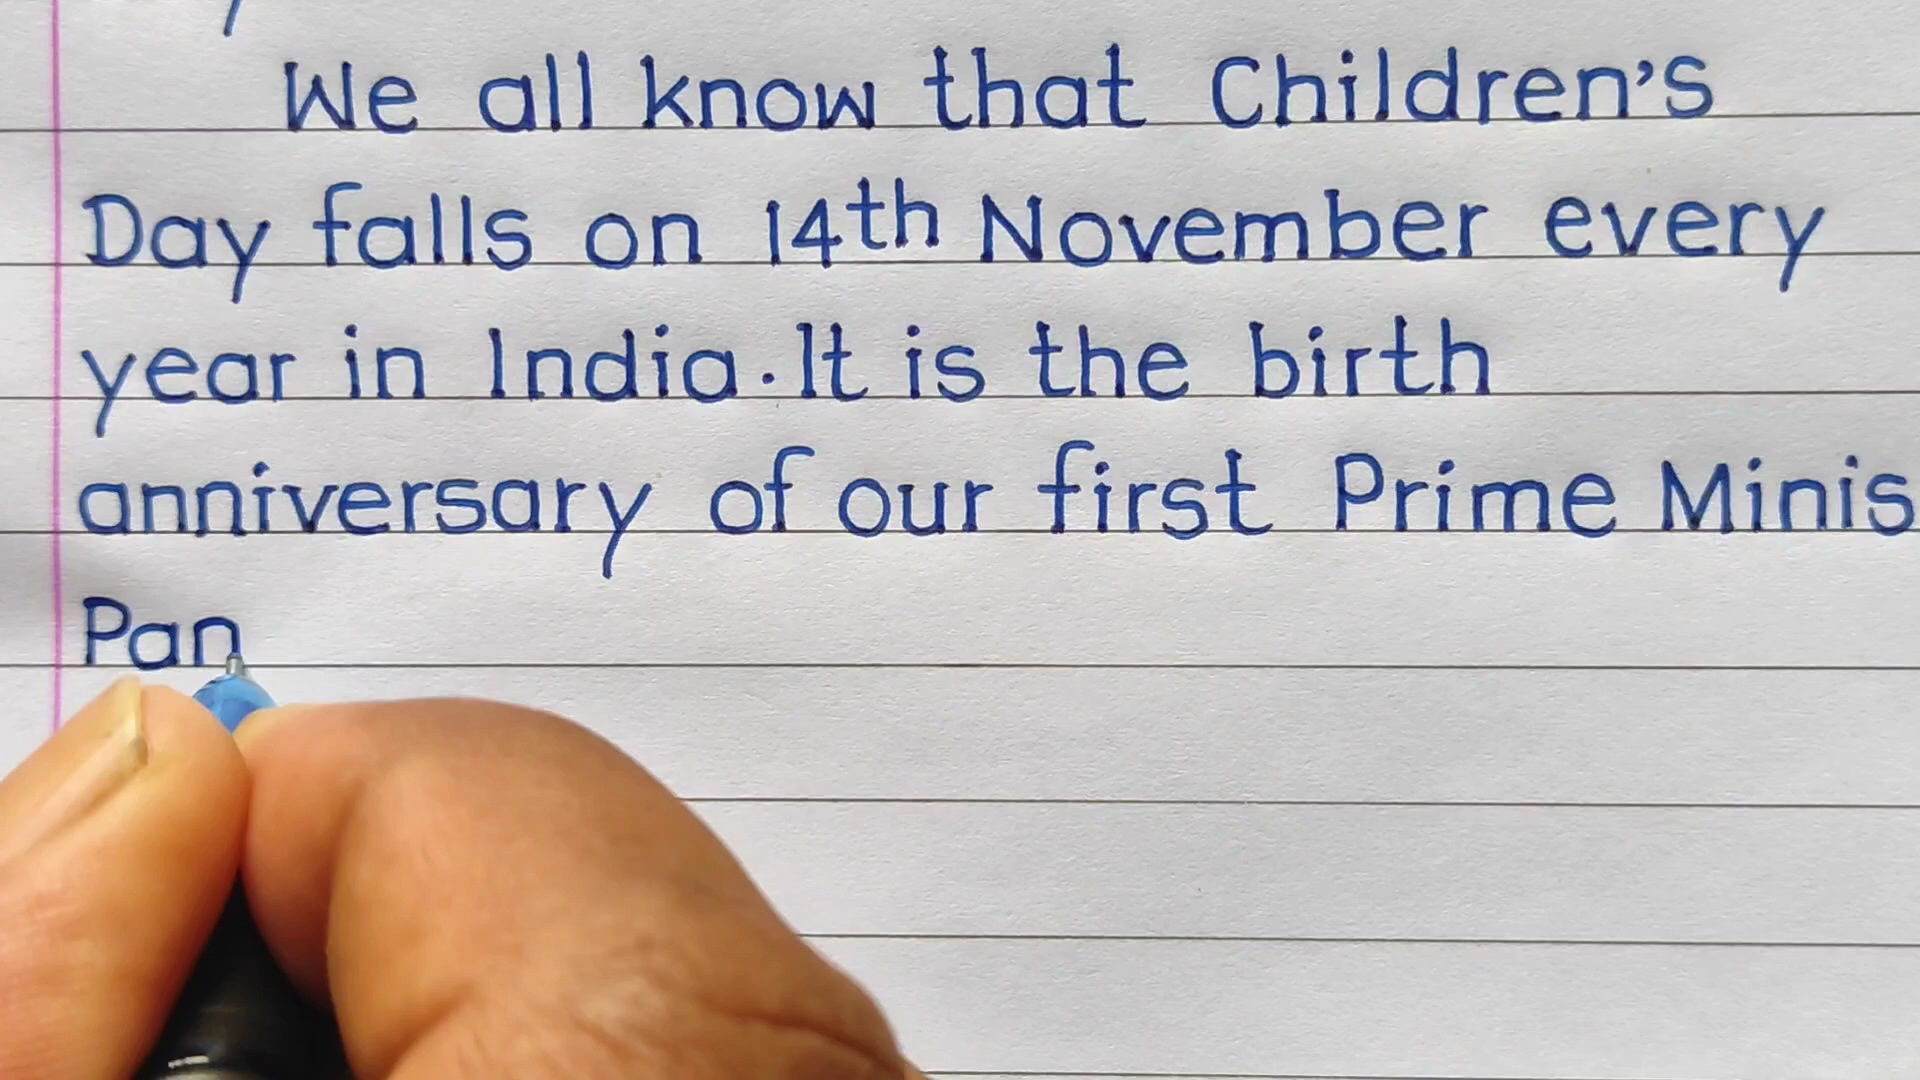 We all know that Children's
Day falls on 14th November every
year in India. It is the birth
anniversary of our first Prime Minis
Pan